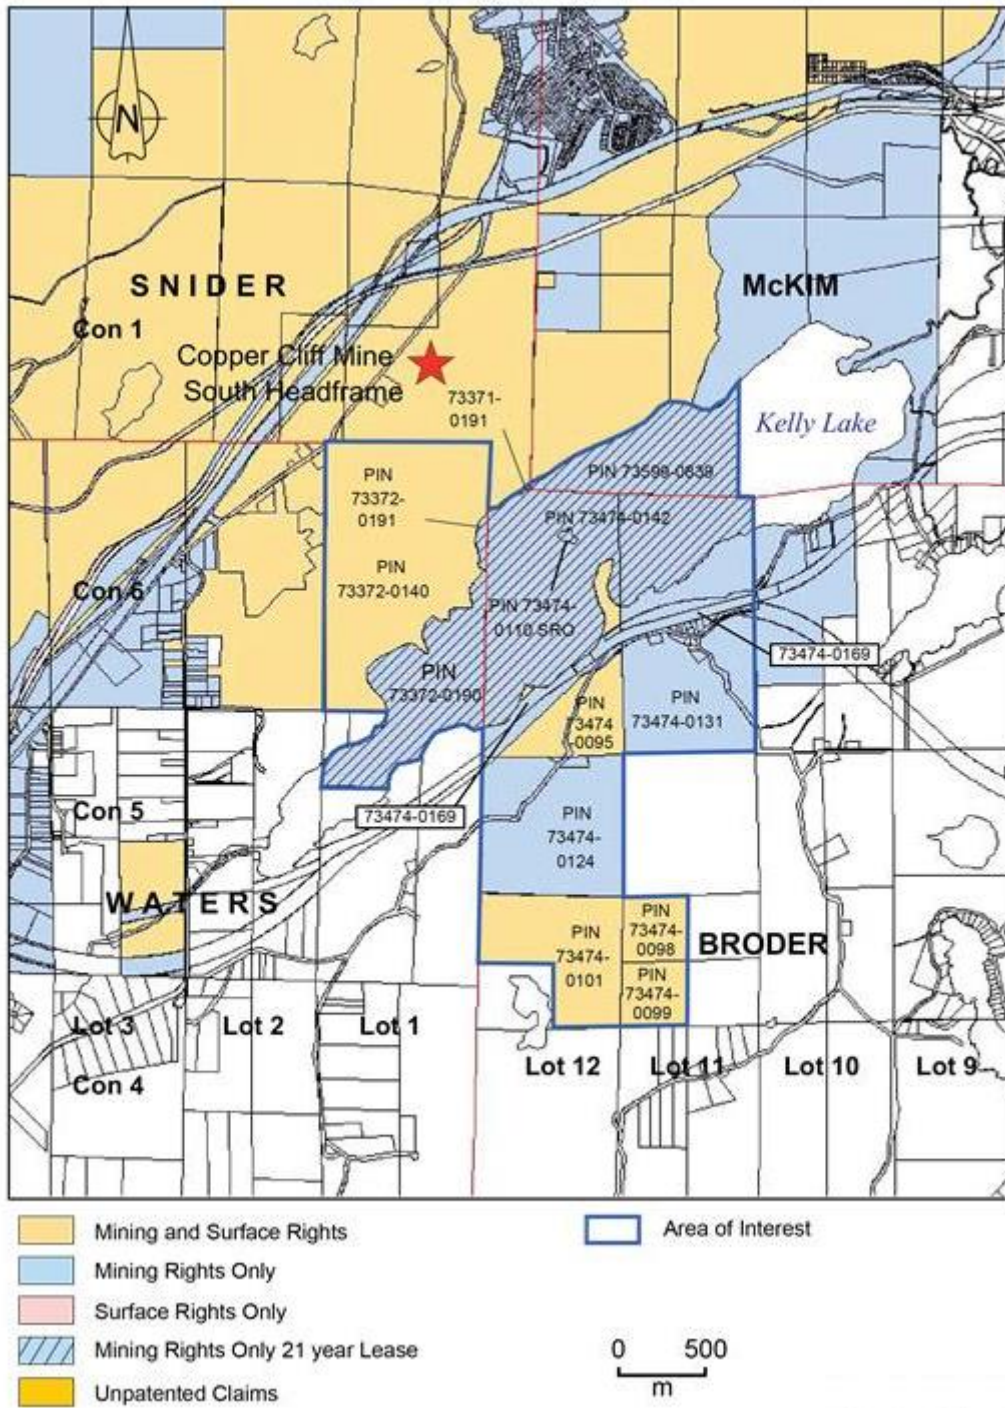 N
SNIDER
McKIM
Con 1
Copper Cliff Mine
South Headframe
73371-
0191
Kelly Lake
PIN 73599-0839
PIN
73372-
0191
PIN 73474-0142
PIN
73372-0140
Con 6
PIN 73474-
0110 SRO
73474-0169
PIN
73372-0190
PIN
73474
-0095
PIN
73474-0131
Con 5
73474-0169
PIN
73474-
0124
WATERS
PIN
73474-
0101
PIN
73474-
0098
BRODER
PIN
73474-
0099
Lot 3
Lot 2
Lot 1
Lot 12
Lot 11
Lot 10
Lot 9
Con 4
Mining and Surface Rights
Mining Rights Only
Surface Rights Only
Mining Rights Only 21 year Lease
Unpatented Claims
Area of Interest
0 500
m